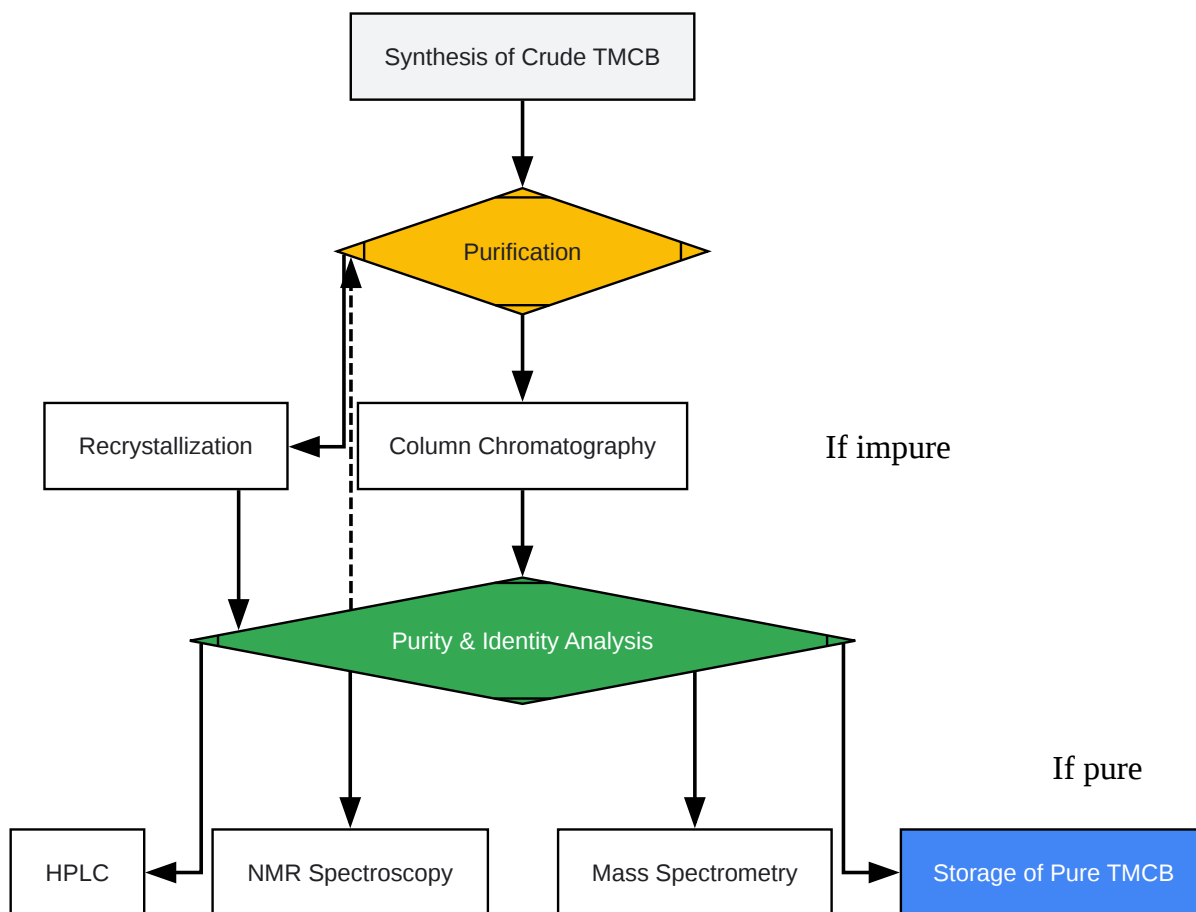 Synthesis of Crude TMCB
Purification
Recrystallization
Column Chromatography
If impure
Purity & Identity Analysis
If pure
HPLC
NMR Spectroscopy
Mass Spectrometry
Storage of Pure TMCB